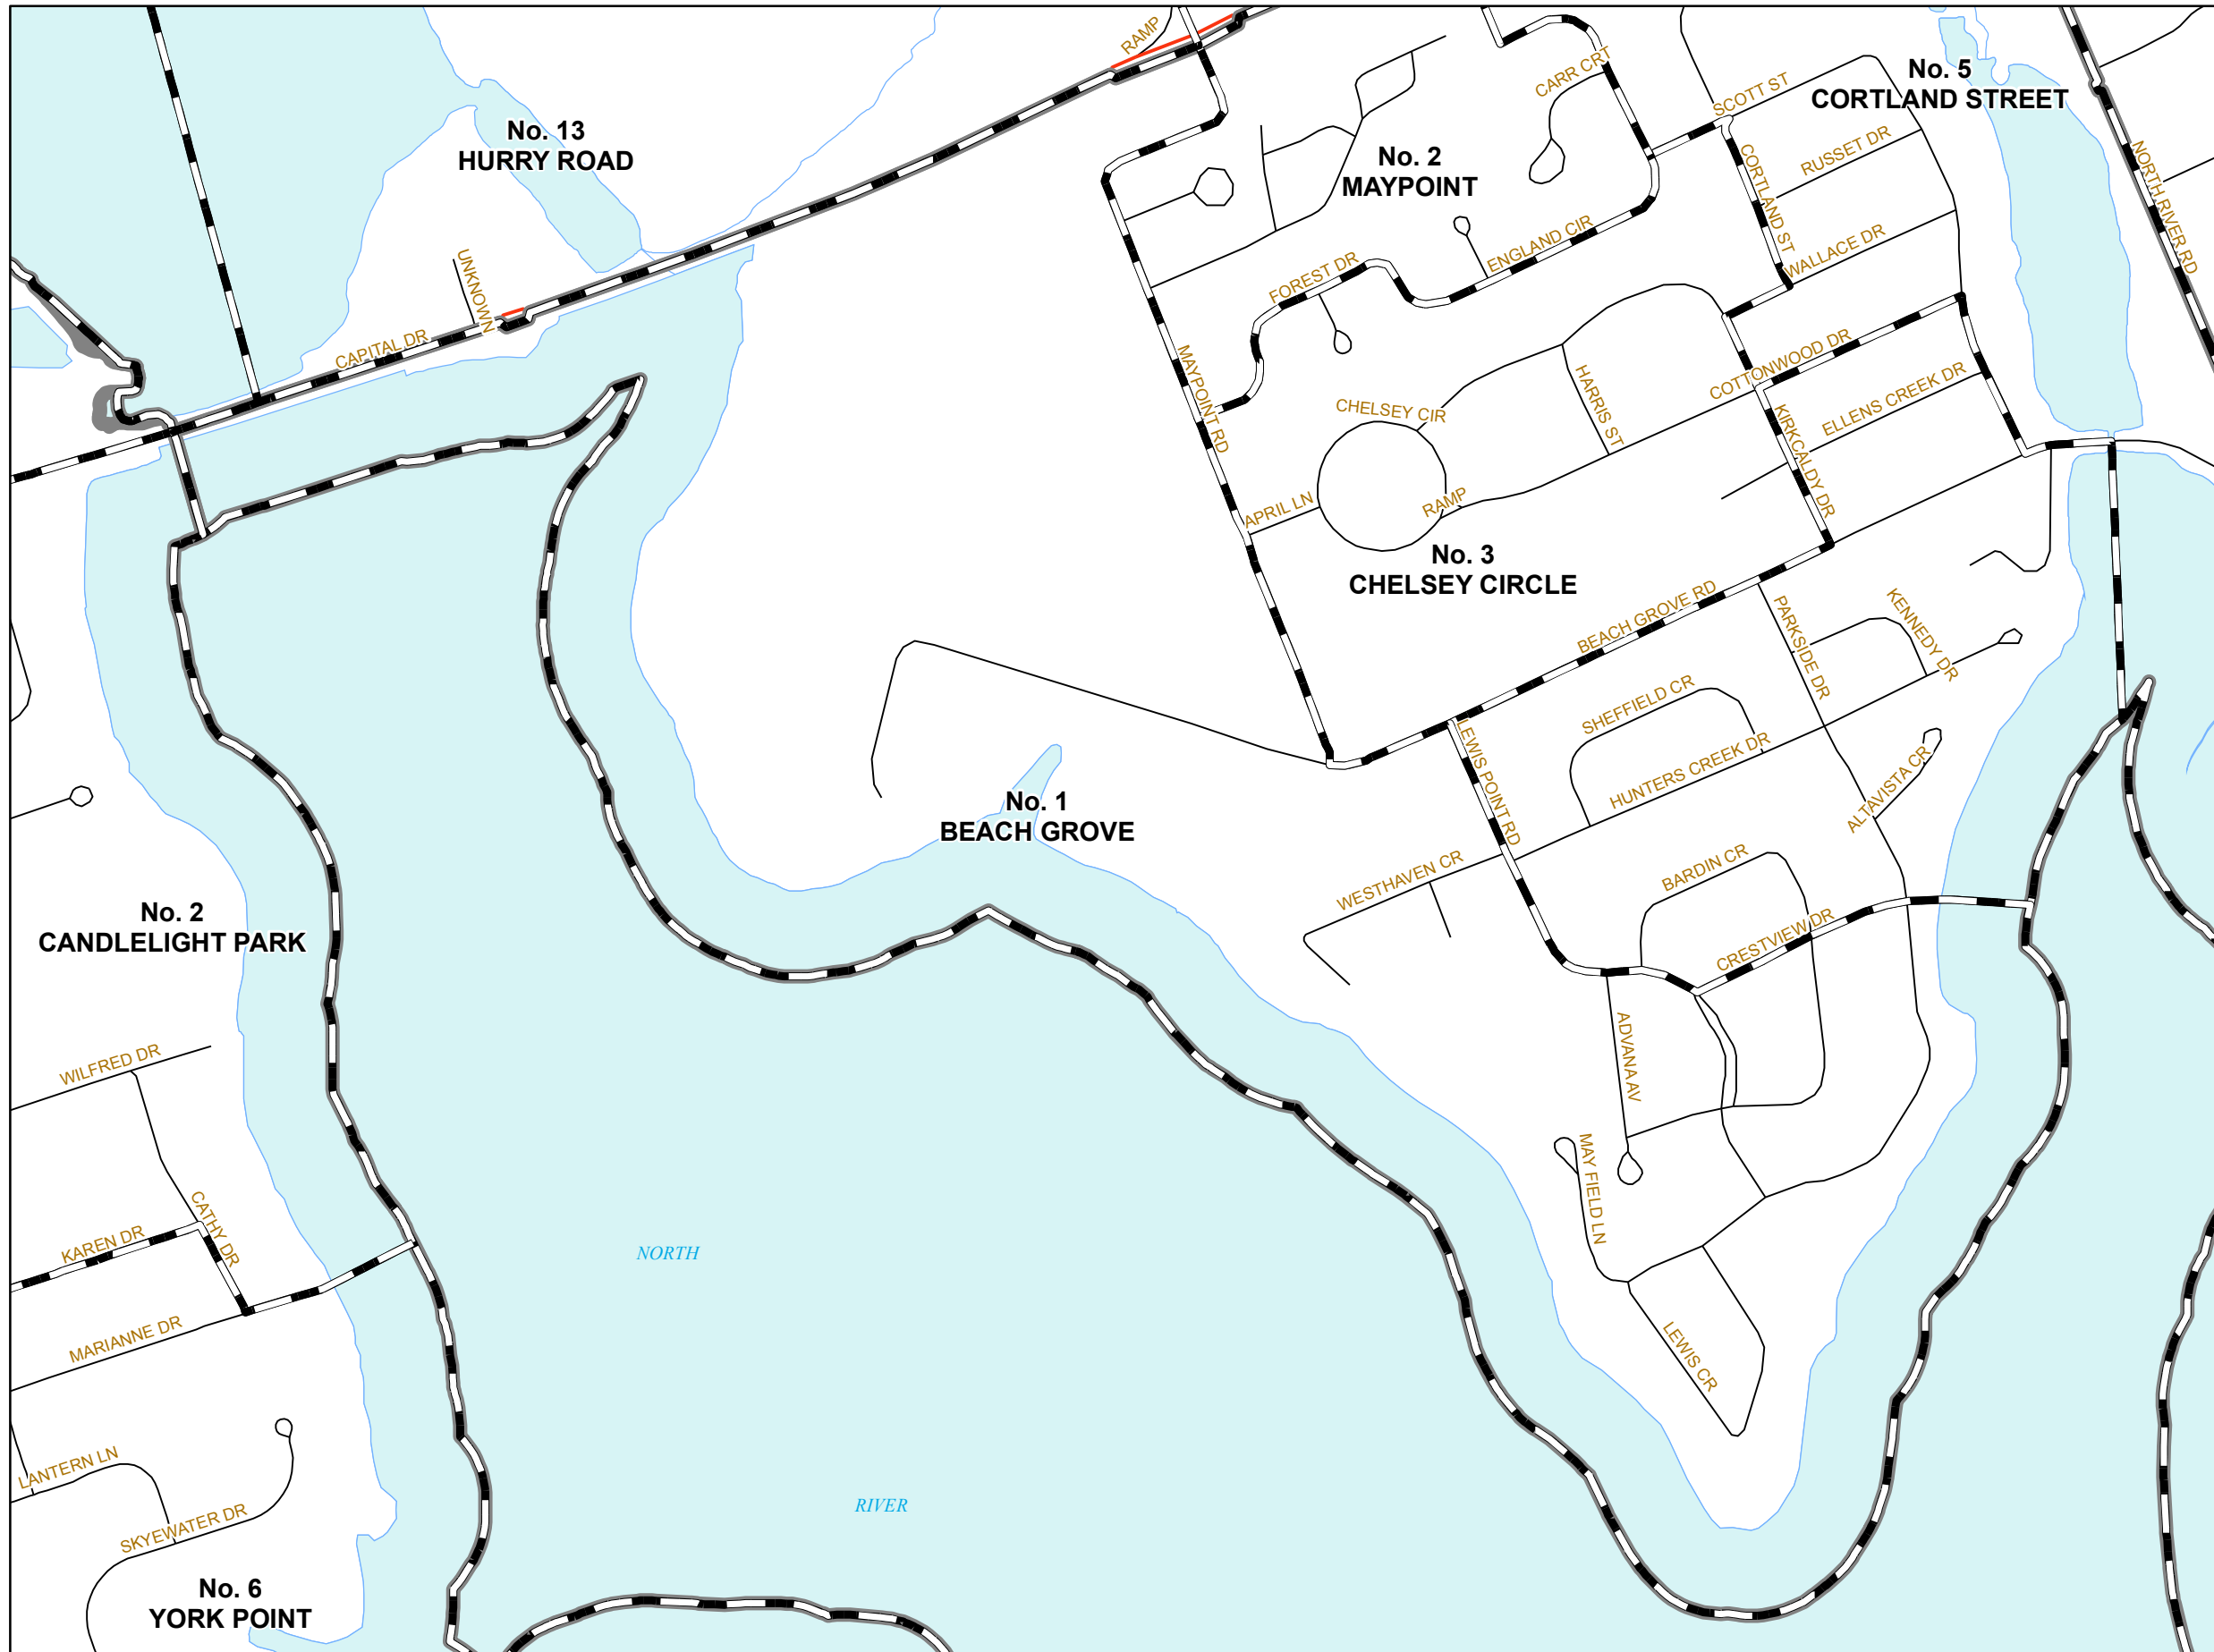 RAMP
No. 5
CORTLAND STREET
CARR CRT
SCOTT ST
No. 13
HURRY ROAD
RUSSET DR
No. 2
MAYPOINT
CORTLAND ST
NORTH RIVER RD
ENGLAND CIR
WALLACE DR
FOREST DR
UNKNOWN
CAPITAL DR
COTTONWOOD DR
MAYPOINT RD
HARRIS ST
ELLENS CREEK DR
CHELSEY CIR
KIRKCALDY DR
RAMP
APRIL LN
No. 3
CHELSEY CIRCLE
BEACH GROVE RD
PARKSIDE DR
KENNEDY DR
SHEFFIELD CR
LEWIS POINT RD
HUNTERS CREEK DR
ALTAVISTA CR
No. 1
BEACH GROVE
WESTHAVEN CR
BARDIN CR
No. 2
CANDLELIGHT PARK
CRESTVIEW DR
WILFRED DR
ADVANA AV
MAY FIELD LN
KAREN DR
CATHY DR
NORTH
MARIANNE DR
LEWIS CR
LANTERN LN
SKYEWATER DR
RIVER
No. 6
YORK POINT